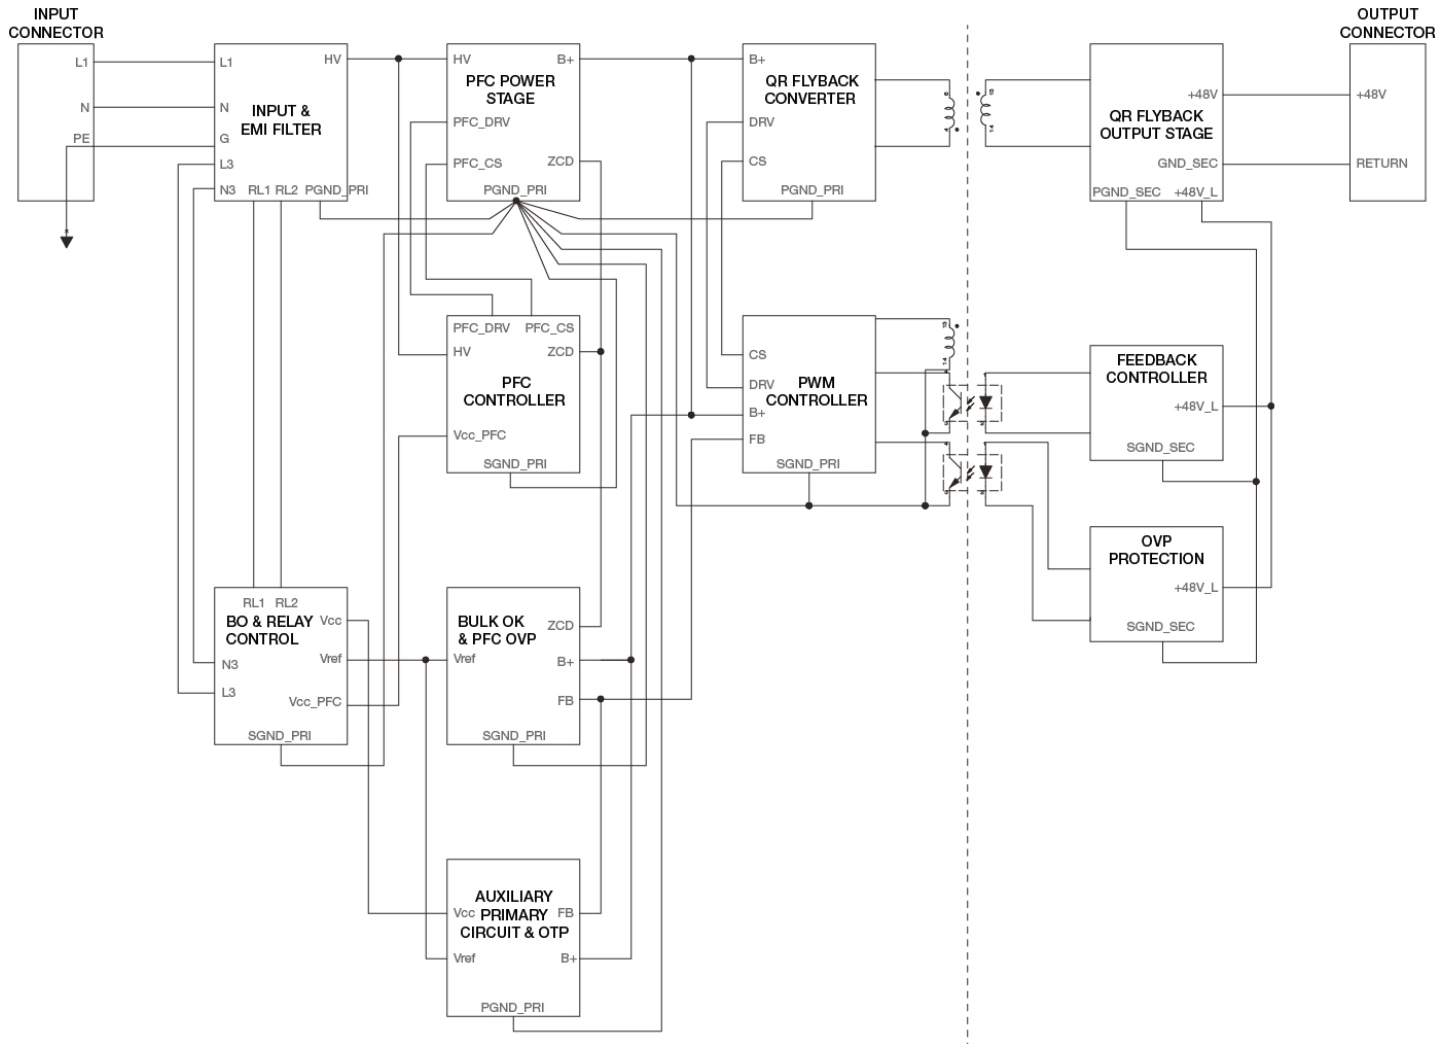 INPUT
CONNECTOR
L1
N
PE
L1
N
G
L3
N3
HV
INPUT &
EMI FILTER
RL1 RL2 PGND_PRI
HV
B+
PFC POWER
STAGE
PFC_DRV
PFC_CS
ZCD
PGND_PRI
B+
QR FLYBACK
CONVERTER
DRV
CS
PGND_PRI
+48V
QR FLYBACK
OUTPUT STAGE
GND_SEC
PGND_SEC +48V_L
OUTPUT
CONNECTOR
+48V
RETURN
PFC_DRV PFC_CS
HV
ZCD
PFC
CONTROLLER
Vcc_PFC
SGND_PRI
CS
DRV
PWM
CONTROLLER
B+
FB
SGND_PRI
FEEDBACK
CONTROLLER
+48V_L
SGND_SEC
OVP
PROTECTION
+48V_L
SGND_SEC
RL1 RL2
BO & RELAY
CONTROL
Vcc
Vref
N3
L3
Vcc_PFC
SGND_PRI
BULK OK
& PFC OVP
ZCD
Vref
B+
FB
SGND_PRI
AUXILIARY
PRIMARY
CIRCUIT & OTP
Vcc
FB
Vref
B+
PGND_PRI